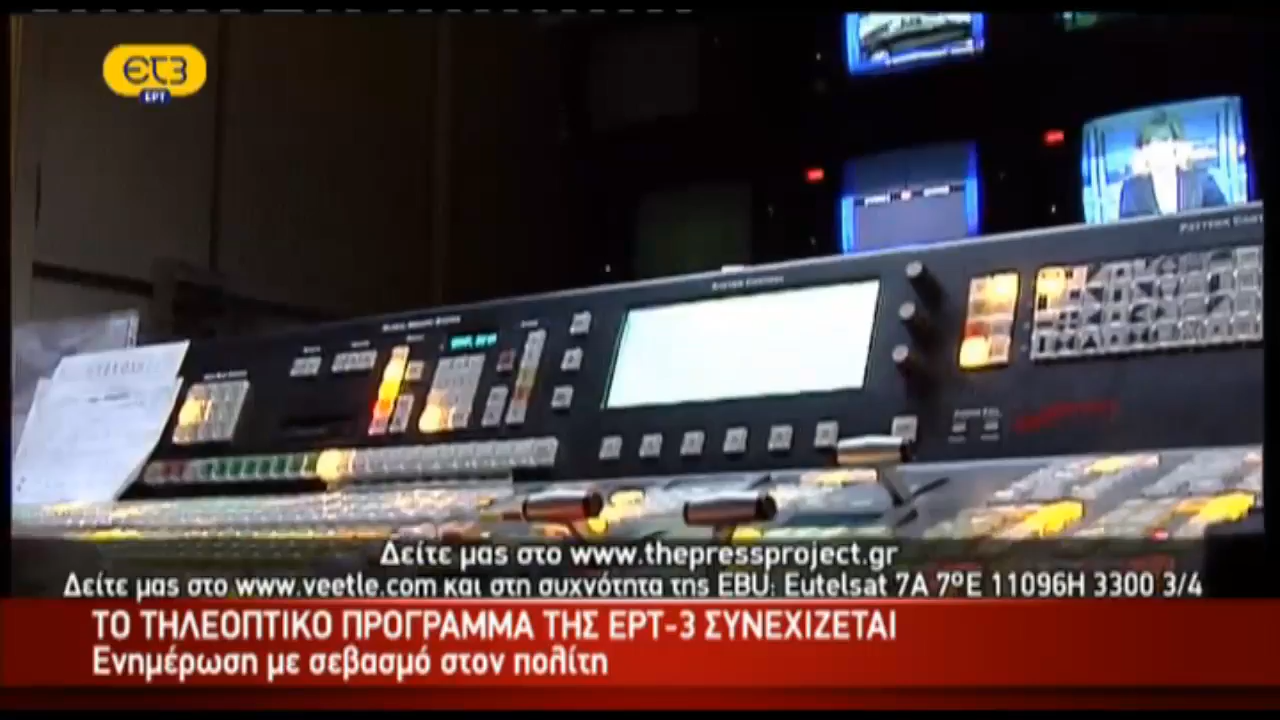 ετ3
ΕΡΤ
Δείτε μας στο www.thepressproject.gr
Δείτε μας στο www.veetle.com και στη συχνότητα της EBU: Eutelsat 7A 7°E 11096H 3300 3/4
ΤΟ ΤΗΛΕΟΠΤΙΚΟ ΠΡΟΓΡΑΜΜΑ ΤΗΣ ΕΡΤ-3 ΣΥΝΕΧΙΖΕΤΑΙ
Ενημέρωση με σεβασμό στον πολίτη